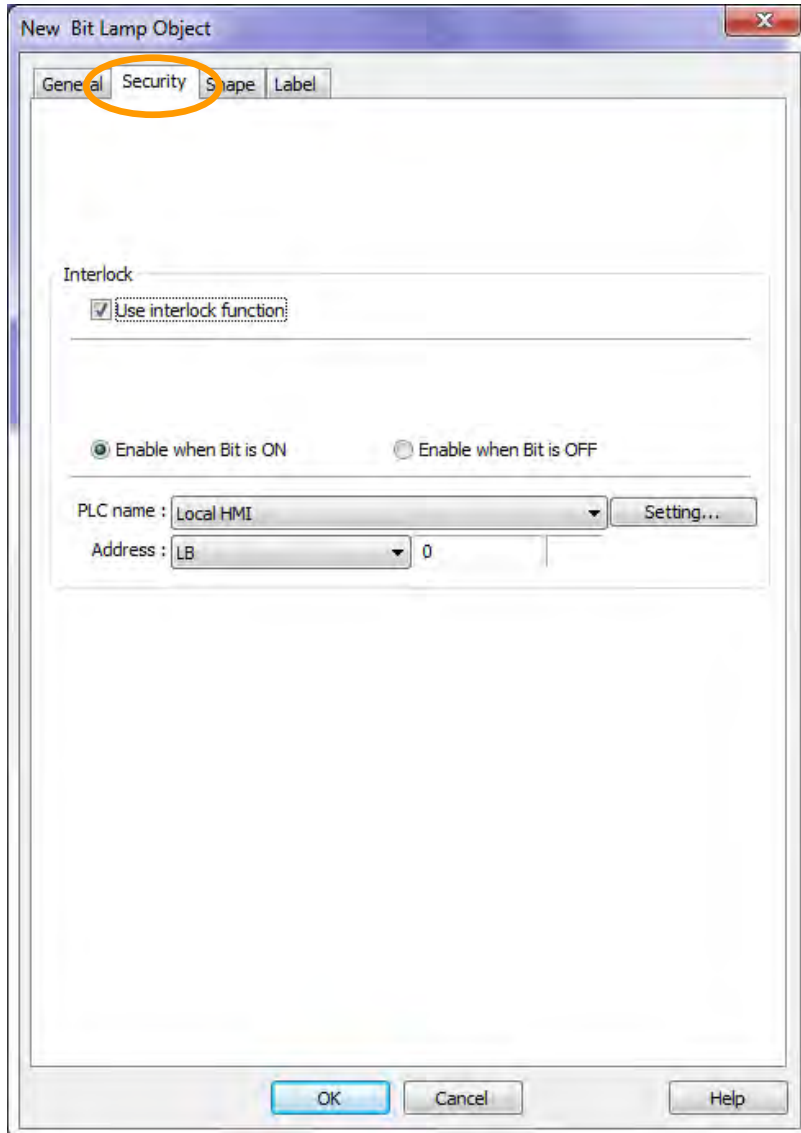 New Bit Lamp Object
General Security Shape Label
Interlock
Use interlock function
Enable when Bit is ON Enable when Bit is OFF
PLC name : Local HMI Setting...
Address : LB 0
OK Cancel Help